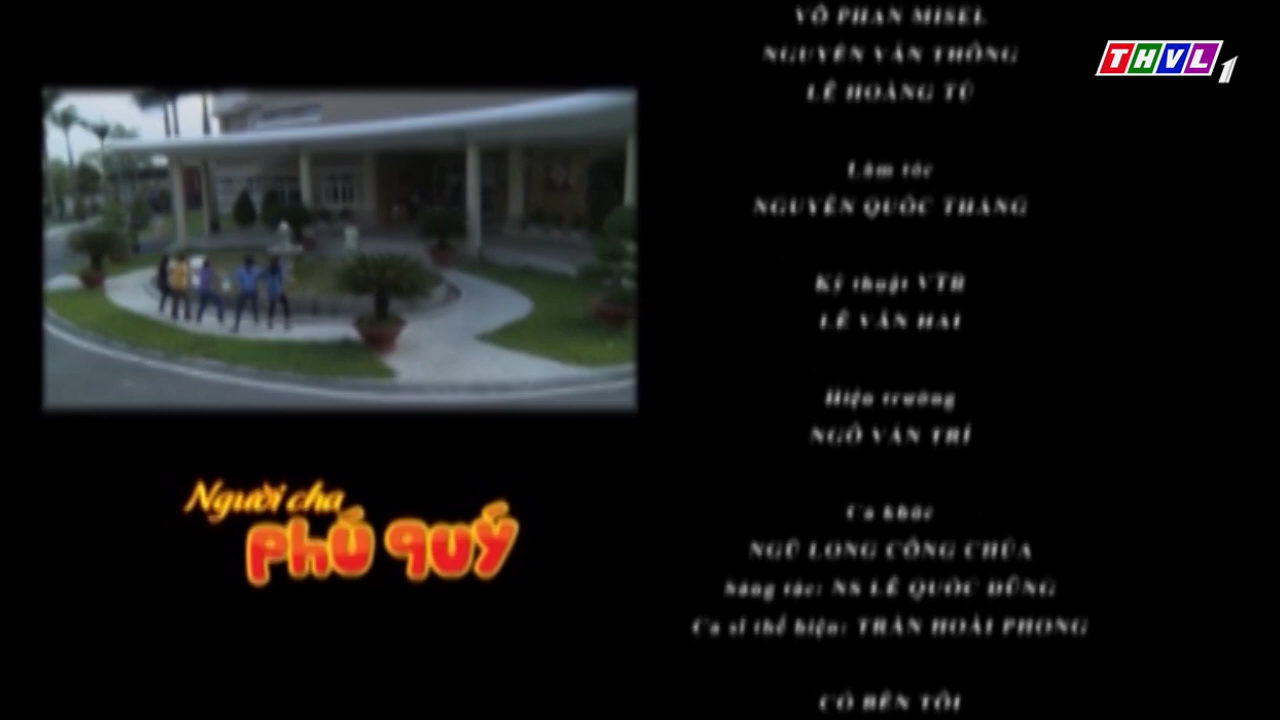 VÕ PHAN MISEL
NGUYỄN VĂN THÔNG
LÊ HOÀNG TÚ
THVL1
Làm tóc
NGUYỄN QUỐC THẮNG
Kỹ thuật VTR
LÊ VĂN HAI
Hiện trường
NGÔ VĂN TRÍ
Người cha
phú quý
Ca khúc
NGŨ LONG CÔNG CHÚA
Sáng tác: NS LÊ QUỐC DŨNG
Ca sĩ thể hiện: TRẦN HOÀI PHONG
CÓ BÊN TÔI